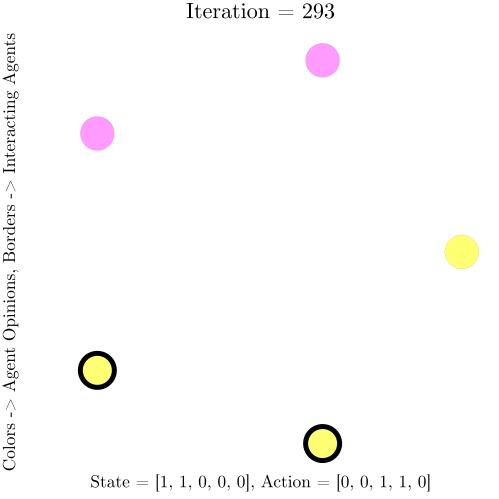 Iteration = 293
Colors -> Agent Opinions, Borders -> Interacting Agents
State = [1, 1, 0, 0, 0], Action = [0, 0, 1, 1, 0]